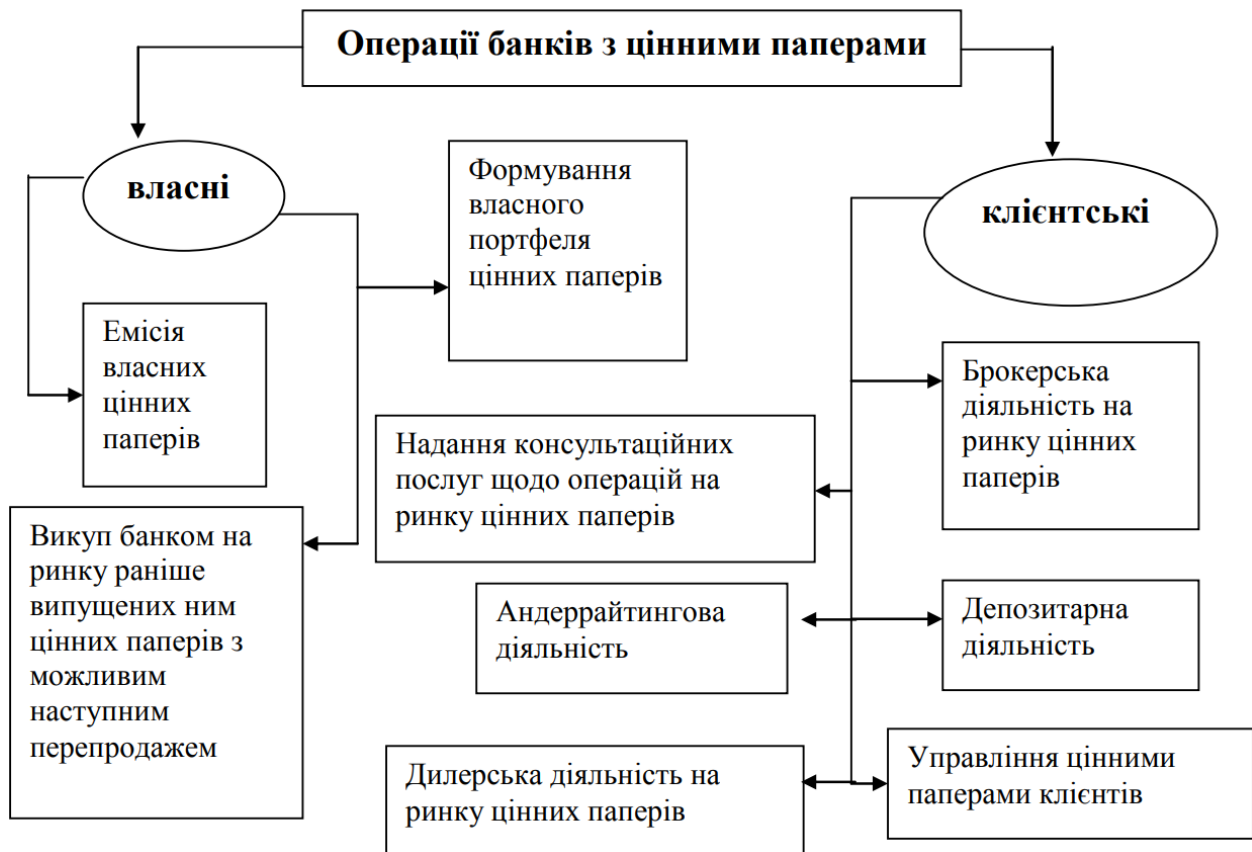 Операції банків з цінними паперами
власні
Формування
власного
портфеля
цінних паперів
клієнтські
Емісія
власних
цінних
паперів
Брокерська
діяльність на
ринку цінних
паперів
Надання консультаційних
послуг щодо операцій на
ринку цінних паперів
Викуп банком на
ринку раніше
випущених ним
цінних паперів з
можливим
наступним
перепродажем
Андеррайтингова
діяльність
Депозитарна
діяльність
Дилерська діяльність на
ринку цінних паперів
Управління цінними
паперами клієнтів